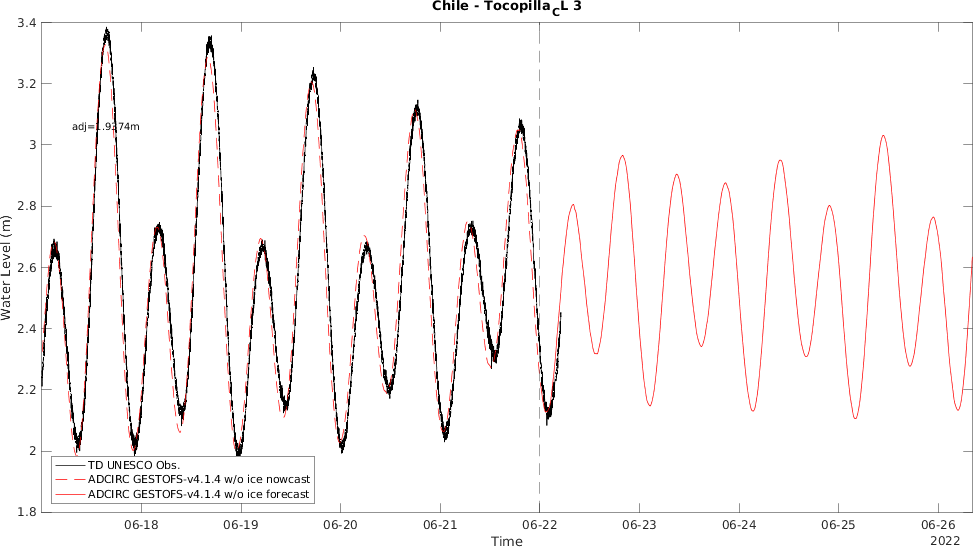 Chile - Tocopilla_CL 3
3.4
3.2
3
2.8
2.6
2.4
2.2
2
1.8
Water Level (m)
adj=1.9374m
TD UNESCO Obs.
ADCIRC GESTOFS-v4.1.4 w/o ice nowcast
ADCIRC GESTOFS-v4.1.4 w/o ice forecast
06-18
06-19
06-20
06-21
06-22
06-23
06-24
06-25
06-26
Time
2022